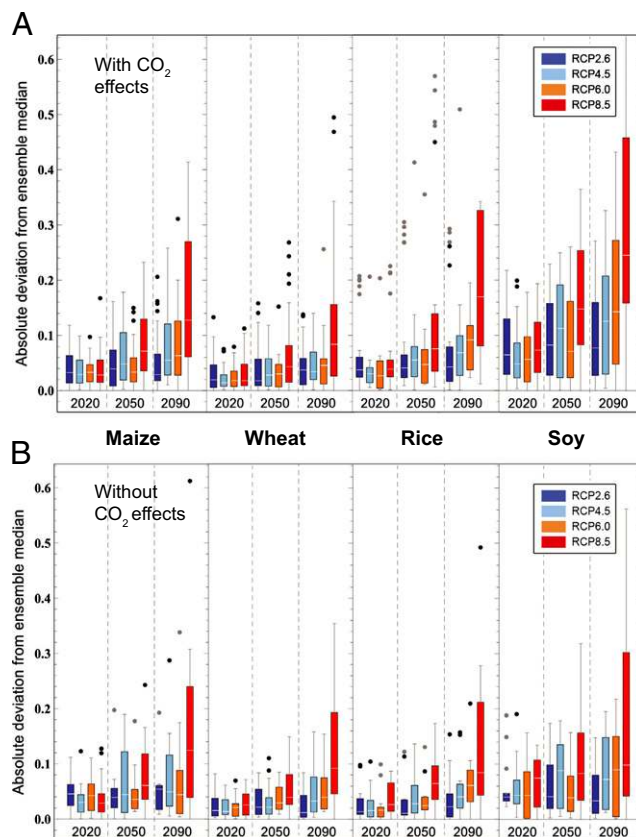 A
Absolute deviation from ensemble median
0.6
0.5
0.4
0.3
0.2
0.1
0.0
With CO2
effects
RCP2.6
RCP4.5
RCP6.0
RCP8.5
2020 2050 2090 2020 2050 2090 2020 2050 2090 2020 2050 2090
Maize Wheat Rice Soy
B
Absolute deviation from ensemble median
0.6
0.5
0.4
0.3
0.2
0.1
0.0
Without
CO2 effects
RCP2.6
RCP4.5
RCP6.0
RCP8.5
2020 2050 2090 2020 2050 2090 2020 2050 2090 2020 2050 2090